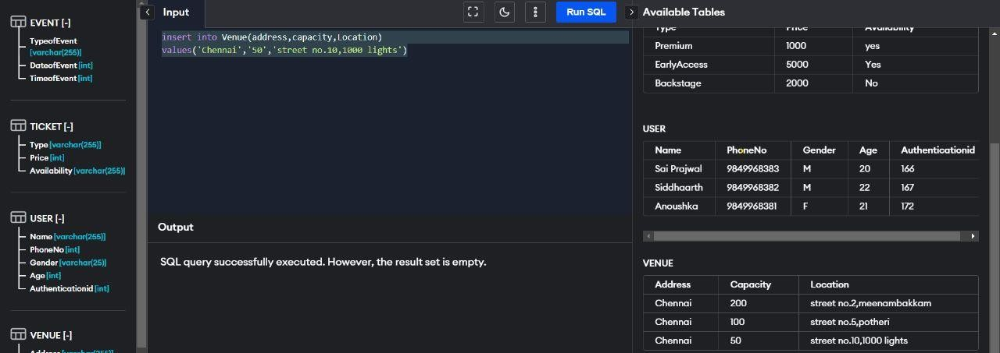 EVENT [-]
TypeofEvent
[varchar(255)]
DateofEvent [int]
TimeofEvent [int]
TICKET [-]
Type [varchar(255)]
Price [int]
Availability [varchar(255)]
USER [-]
Name [varchar(255)]
PhoneNo [int]
Gender [varchar(25)]
Age [int]
Authenticationid [int]
VENUE [-]
Address [varchar(255)]
Input
Run SQL
insert into Venue(address,capacity,Location)
values('Chennai','50','street no.10,1000 lights')
Output
SQL query successfully executed. However, the result set is empty.
Available Tables
Type Price Availability
Premium 1000 yes
EarlyAccess 5000 Yes
Backstage 2000 No
USER
Name PhoneNo Gender Age Authenticationid
Sai Prajwal 9849968383 M 20 166
Siddhaarth 9849968382 M 22 167
Anoushka 9849968381 F 21 172
VENUE
Address Capacity Location
Chennai 200 street no.2,meenambakkam
Chennai 100 street no.5,potheri
Chennai 50 street no.10,1000 lights